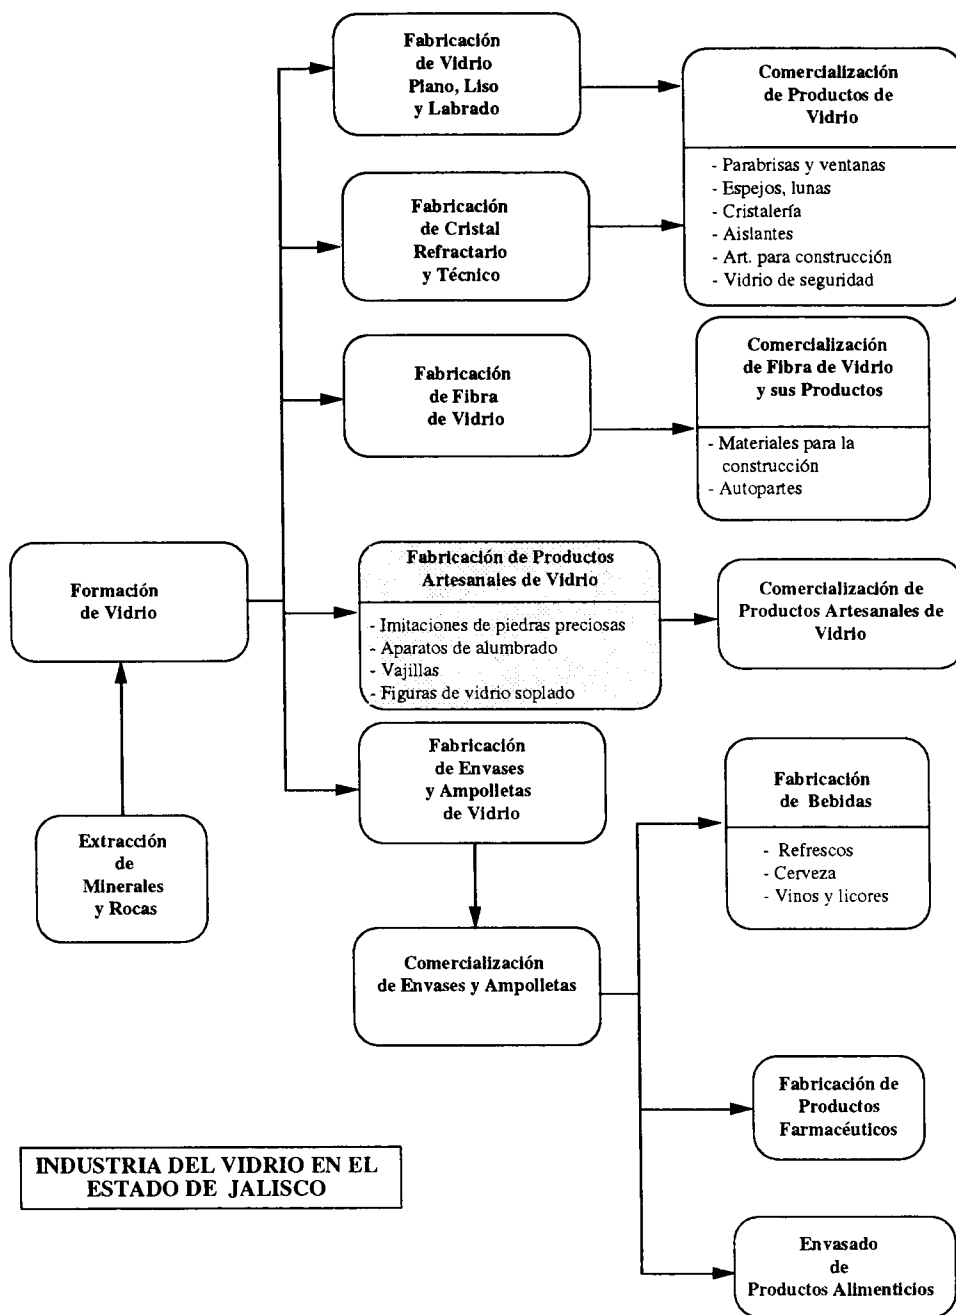 Fabricación
de Vidrio
Plano, Liso
y Labrado
Comercialización
de Productos de
Vidrio
- Parabrisas y ventanas
- Espejos, lunas
- Cristalería
- Aislantes
- Art. para construcción
- Vidrio de seguridad
Fabricación
de Cristal
Refractario
y Técnico
Fabricación
de Fibra
de Vidrio
Comercialización
de Fibra de Vidrio
y sus Productos
- Materiales para la
construcción
- Autopartes
Formación
de Vidrio
Fabricación de Productos
Artesanales de Vidrio
- Imitaciones de piedras preciosas
- Aparatos de alumbrado
- Vajillas
- Figuras de vidrio soplado
Comercialización de
Productos Artesanales de
Vidrio
Extracción
de
Minerales
y Rocas
Fabricación
de Envases
y Ampolletas
de Vidrio
Fabricación
de Bebidas
- Refrescos
- Cerveza
- Vinos y licores
Comercialización
de Envases y Ampolletas
Fabricación de
Productos
Farmacéuticos
INDUSTRIA DEL VIDRIO EN EL
ESTADO DE JALISCO
Envasado
de
Productos Alimenticios